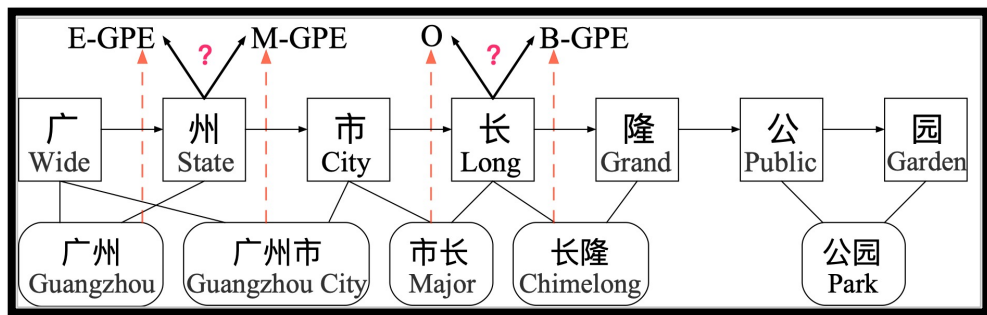 E-GPE ? M-GPE O ? B-GPE
广 州 市 长 隆 公 园
Wide State City Long Grand Public Garden
广州 广州市 市长 长隆 公园
Guangzhou Guangzhou City Major Chimelong Park